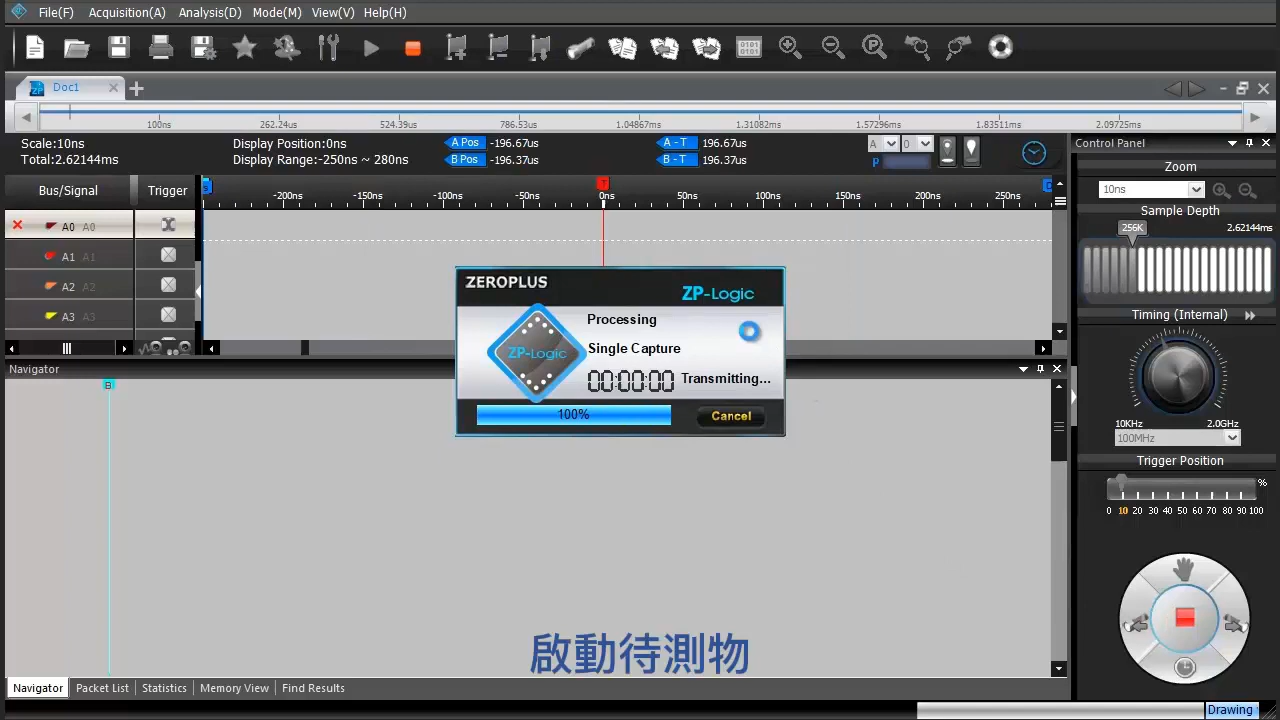 File(F) Acquisition(A) Analysis(D) Mode(M) View(V) Help(H)
Doc1
100ns 262.24us 524.39us 786.53us 1.04867ms 1.31082ms 1.57296ms 1.83511ms 2.09725ms
Scale:10ns Display Position:0ns A Pos -196.67us A - T 196.67us A 0
Total:2.62144ms Display Range:-250ns ~ 280ns B Pos -196.37us B - T 196.37us P
Bus/Signal Trigger
-200ns -150ns -100ns -50ns 0ns 50ns 100ns 150ns 200ns 250ns
T
A0 A0
A1 A1
A2 A2
A3 A3
Navigator
B
ZEROPLUS
ZP-Logic
ZP-Logic
Processing
Single Capture
00:00:00 Transmitting...
100% Cancel
Control Panel
Zoom
10ns
Sample Depth
256K 2.62144ms
Timing (Internal)
10KHz 2.0GHz
100MHz
Trigger Position
%
0 10 20 30 40 50 60 70 80 90 100
啟動待測物
Navigator Packet List Statistics Memory View Find Results
Drawing